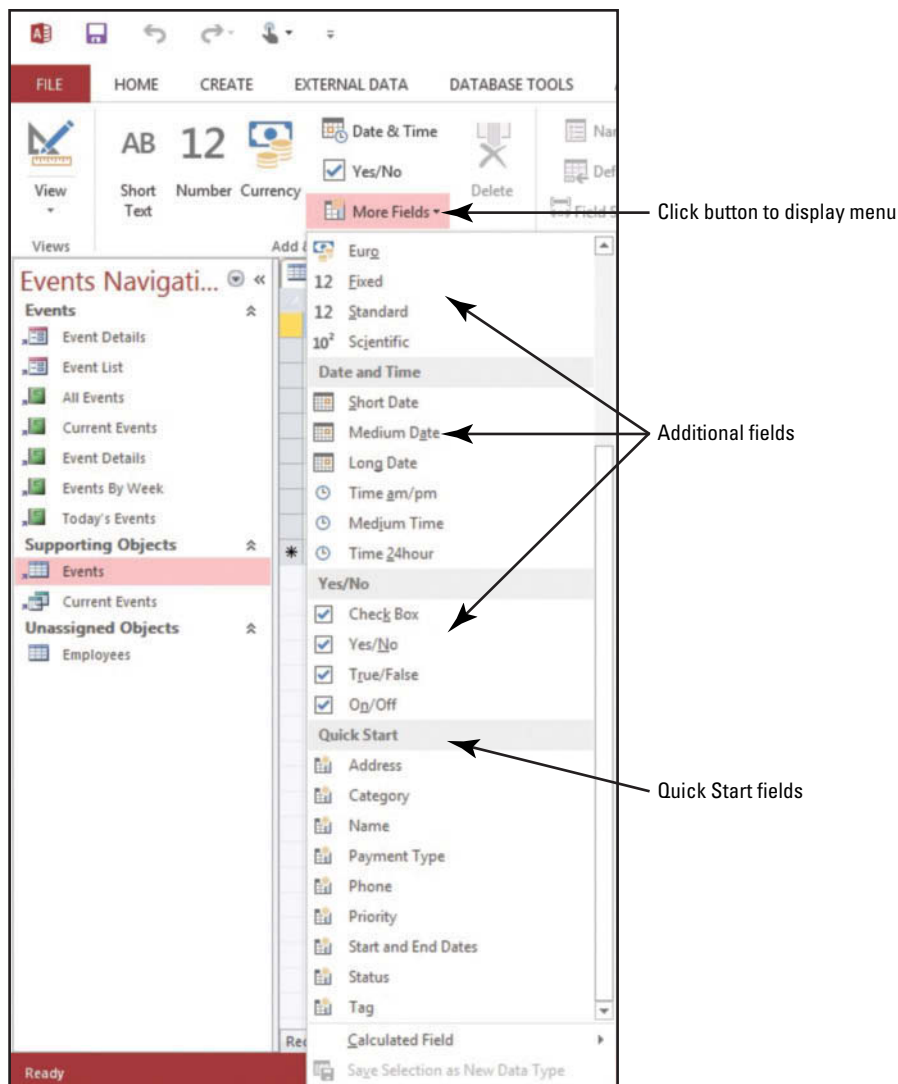 FILE HOME CREATE EXTERNAL DATA DATABASE TOOLS
AB 12 Date & Time
Yes/No
View Short Text Number Currency More Fields Delete
Views
Click button to display menu
Events Navigati...
Events
Event Details
Event List
All Events
Current Events
Event Details
Events By Week
Today's Events
Supporting Objects
Events
Current Events
Unassigned Objects
Employees
Euro
12 Fixed
12 Standard
10² Scientific
Date and Time
Short Date
Medium Date
Long Date
Time am/pm
Medium Time
Time 24hour
Yes/No
Check Box
Yes/No
True/False
On/Off
Quick Start
Address
Category
Name
Payment Type
Phone
Priority
Start and End Dates
Status
Tag
Calculated Field
Save Selection as New Data Type
Additional fields
Quick Start fields
Ready